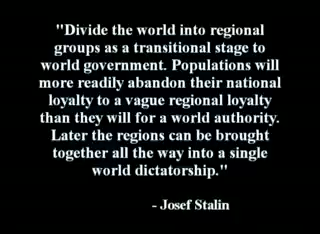 "Divide the world into regional
groups as a transitional stage to
world government. Populations will
more readily abandon their national
loyalty to a vague regional loyalty
than they will for a world authority.
Later the regions can be brought
together all the way into a single
world dictatorship."
- Josef Stalin